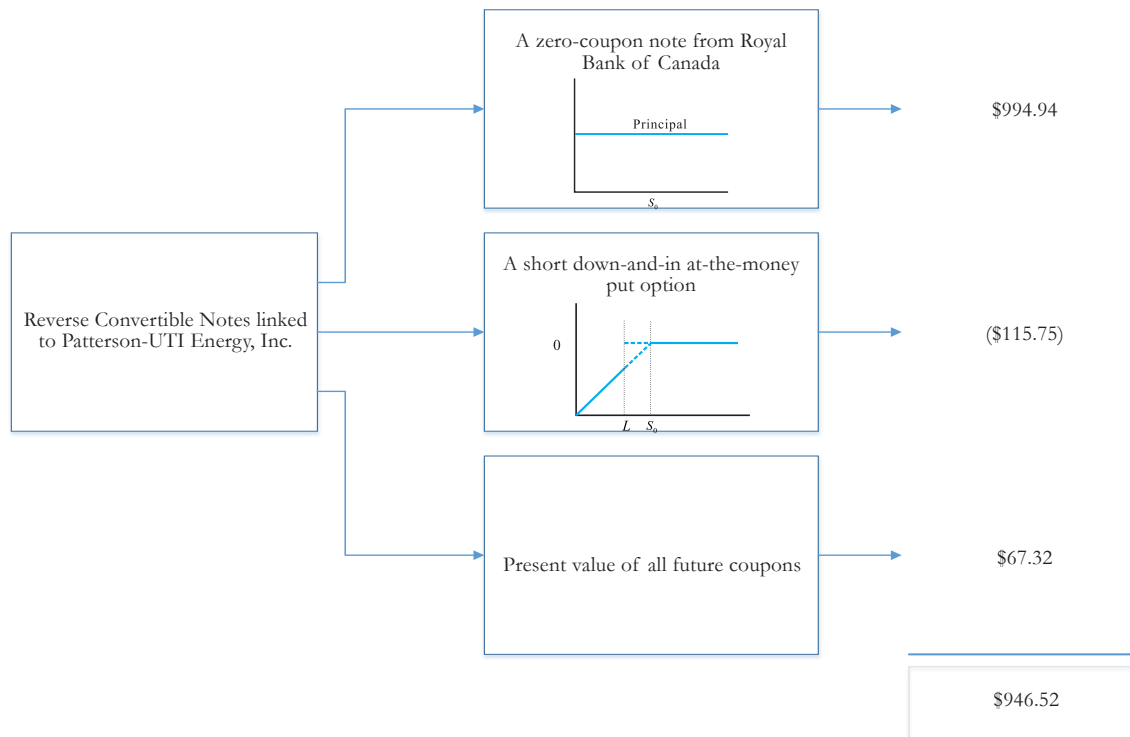 A zero-coupon note from Royal
Bank of Canada
Principal
S₀
$994.94
Reverse Convertible Notes linked
to Patterson-UTI Energy, Inc.
A short down-and-in at-the-money
put option
0
L S₀
($115.75)
Present value of all future coupons
$67.32
$946.52